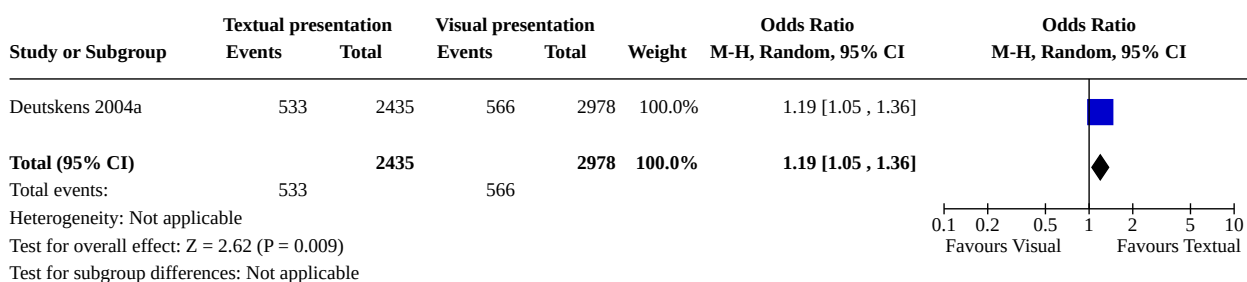 Textual presentation Visual presentation Odds Ratio Odds Ratio
Study or Subgroup Events Total Events Total Weight M-H, Random, 95% CI M-H, Random, 95% CI
Deutskens 2004a 533 2435 566 2978 100.0% 1.19 [1.05 , 1.36]
Total (95% CI) 2435 2978 100.0% 1.19 [1.05 , 1.36]
Total events: 533 566
Heterogeneity: Not applicable
0.1 0.2 0.5 1 2 5 10
Test for overall effect: Z = 2.62 (P = 0.009) Favours Visual Favours Textual
Test for subgroup differences: Not applicable